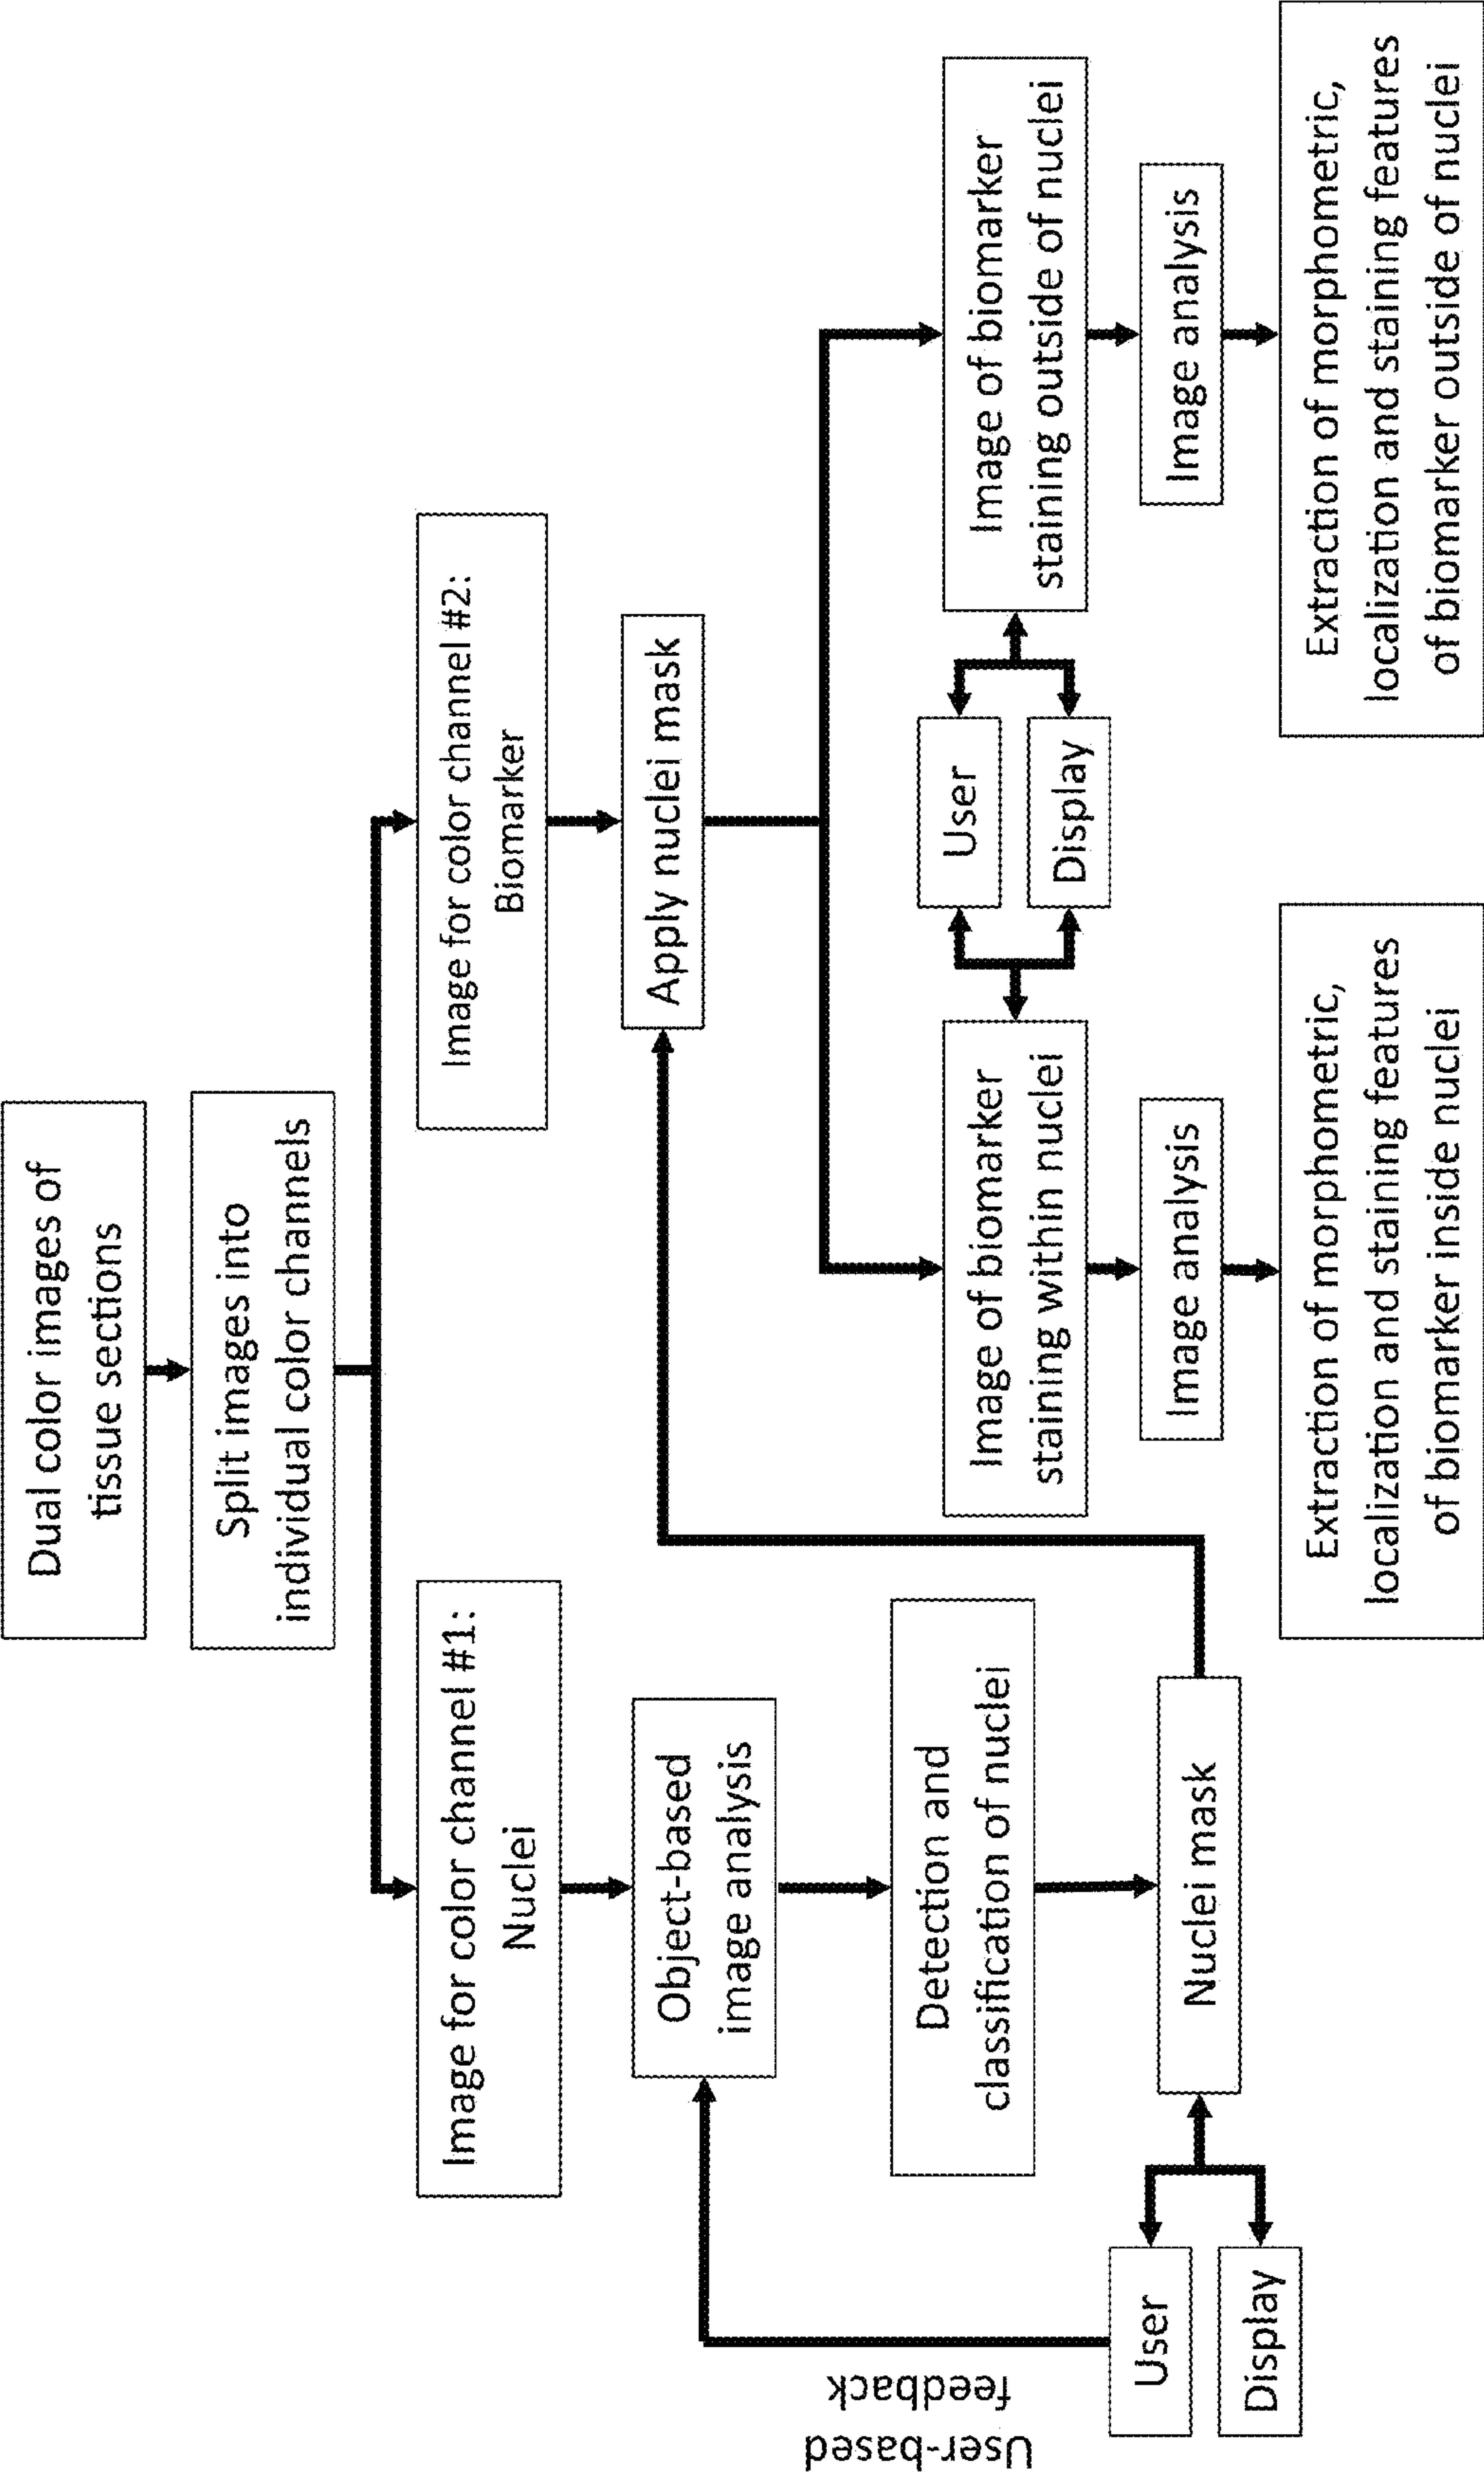 Dual color images of
tissue sections
Split images into
individual color channels
Image for color channel #1:
Nuclei
Image for color channel #2:
Biomarker
Object-based
image analysis
Apply nuclei mask
User-based
feedback
Detection and
classification of nuclei
User
Display
Nuclei mask
Image of biomarker
staining within nuclei
User
Display
Image of biomarker
staining outside of nuclei
Image analysis
Image analysis
Extraction of morphometric,
localization and staining features
of biomarker inside nuclei
Extraction of morphometric,
localization and staining features
of biomarker outside of nuclei